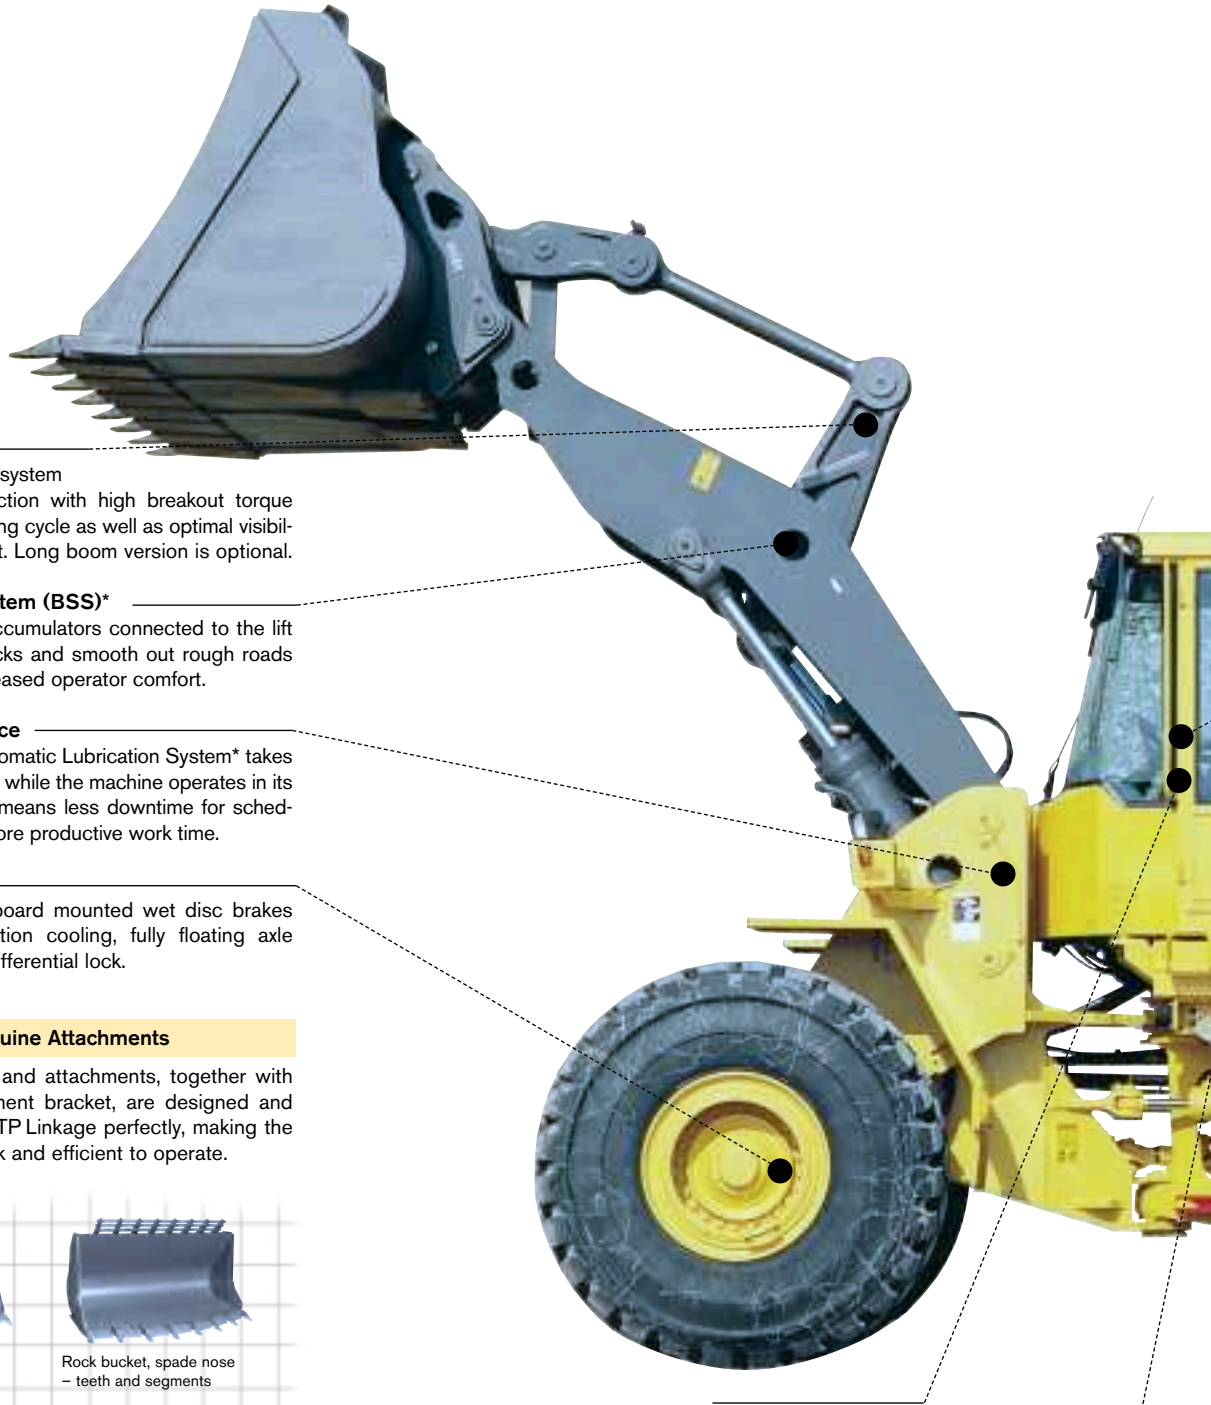 system
ction with high breakout torque
ng cycle as well as optimal visibil-
t. Long boom version is optional.
tem (BSS)*
ccumulators connected to the lift
cks and smooth out rough roads
eased operator comfort.
ce
omatic Lubrication System* takes
while the machine operates in its
means less downtime for sched-
ore productive work time.
board mounted wet disc brakes
tion cooling, fully floating axle
ifferential lock.
uine Attachments
and attachments, together with
ment bracket, are designed and
TP Linkage perfectly, making the
k and efficient to operate.
Rock bucket, spade nose
– teeth and segments